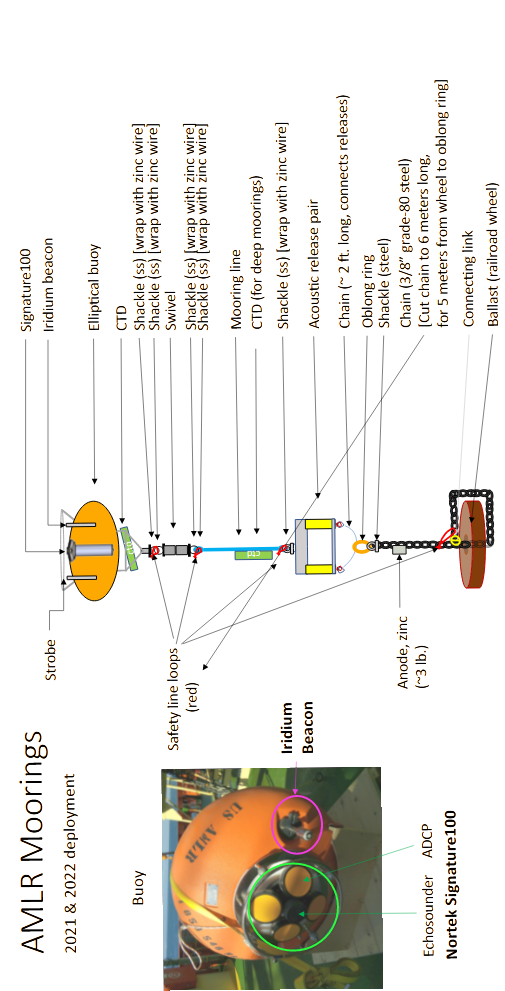 AMLR Moorings
2021 & 2022 deployment
Buoy
US AMLR
Iridium
Beacon
Echosounder
ADCP
Nortek Signature100
Strobe
Safety line loops
(red)
Anode, zinc
(~3 lb.)
Signature100
Iridium beacon
Elliptical buoy
CTD
Shackle (ss) [wrap with zinc wire]
Shackle (ss) [wrap with zinc wire]
Swivel
Shackle (ss) [wrap with zinc wire]
Shackle (ss) [wrap with zinc wire]
Mooring line
CTD (for deep moorings)
Shackle (ss) [wrap with zinc wire]
Acoustic release pair
Chain (~ 2 ft. long, connects releases)
Oblong ring
Shackle (steel)
Chain (3/8” grade-80 steel)
[Cut chain to 6 meters long,
for 5 meters from wheel to oblong ring]
Connecting link
Ballast (railroad wheel)
CTD
CTD